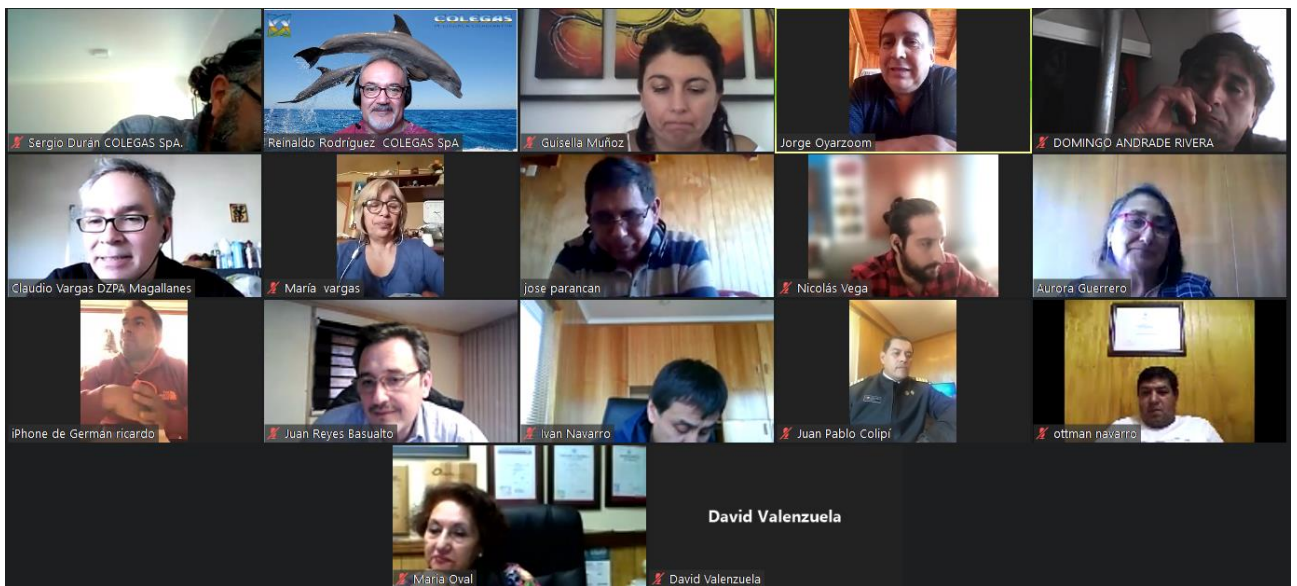 COLEGAS
Sergio Durán COLEGAS SpA.
Reinaldo Rodríguez COLEGAS SpA
Guisella Muñoz
Jorge Oyarzoom
DOMINGO ANDRADE RIVERA
Claudio Vargas DZPA Magallanes
María vargas
jose parancan
Nicolás Vega
Aurora Guerrero
iPhone de Germán ricardo
Juan Reyes Basualto
Ivan Navarro
Juan Pablo Colipí
ottman navarro
Maria Oval
David Valenzuela
David Valenzuela